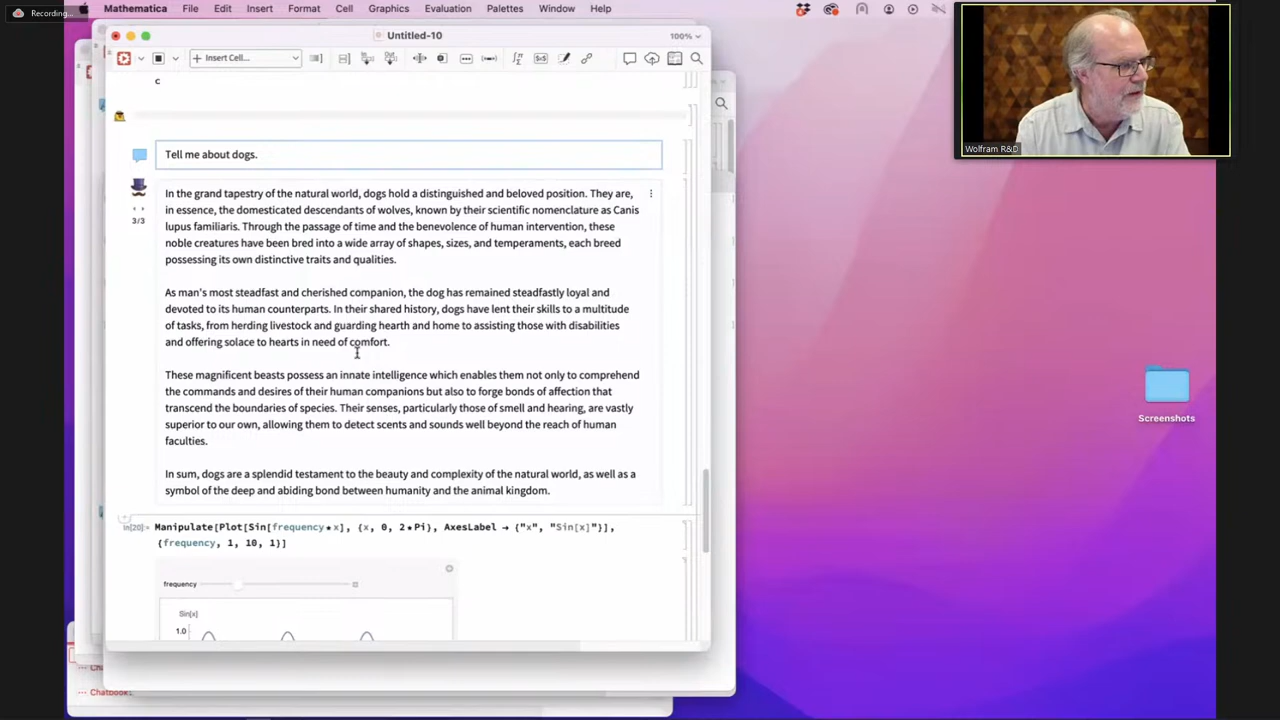 Recording...
Mathematica File Edit Insert Format Cell Graphics Evaluation Palettes Window Help
Untitled-10
100%
Insert Cell...
c
Tell me about dogs.
In the grand tapestry of the natural world, dogs hold a distinguished and beloved position. They are,
in essence, the domesticated descendants of wolves, known by their scientific nomenclature as Canis
lupus familiaris. Through the passage of time and the benevolence of human intervention, these
noble creatures have been bred into a wide array of shapes, sizes, and temperaments, each breed
possessing its own distinctive traits and qualities.
3/3
As man's most steadfast and cherished companion, the dog has remained steadfastly loyal and
devoted to its human counterparts. In their shared history, dogs have lent their skills to a multitude
of tasks, from herding livestock and guarding hearth and home to assisting those with disabilities
and offering solace to hearts in need of comfort.
These magnificent beasts possess an innate intelligence which enables them not only to comprehend
the commands and desires of their human companions but also to forge bonds of affection that
transcend the boundaries of species. Their senses, particularly those of smell and hearing, are vastly
superior to our own, allowing them to detect scents and sounds well beyond the reach of human
faculties.
In sum, dogs are a splendid testament to the beauty and complexity of the natural world, as well as a
symbol of the deep and abiding bond between humanity and the animal kingdom.
In[20]:= Manipulate[Plot[Sin[frequency*x], {x, 0, 2*Pi}, AxesLabel → {"x", "Sin[x]"}],
{frequency, 1, 10, 1}]
frequency
Sin[x]
1.0
Chatbook:
Wolfram R&D
Screenshots